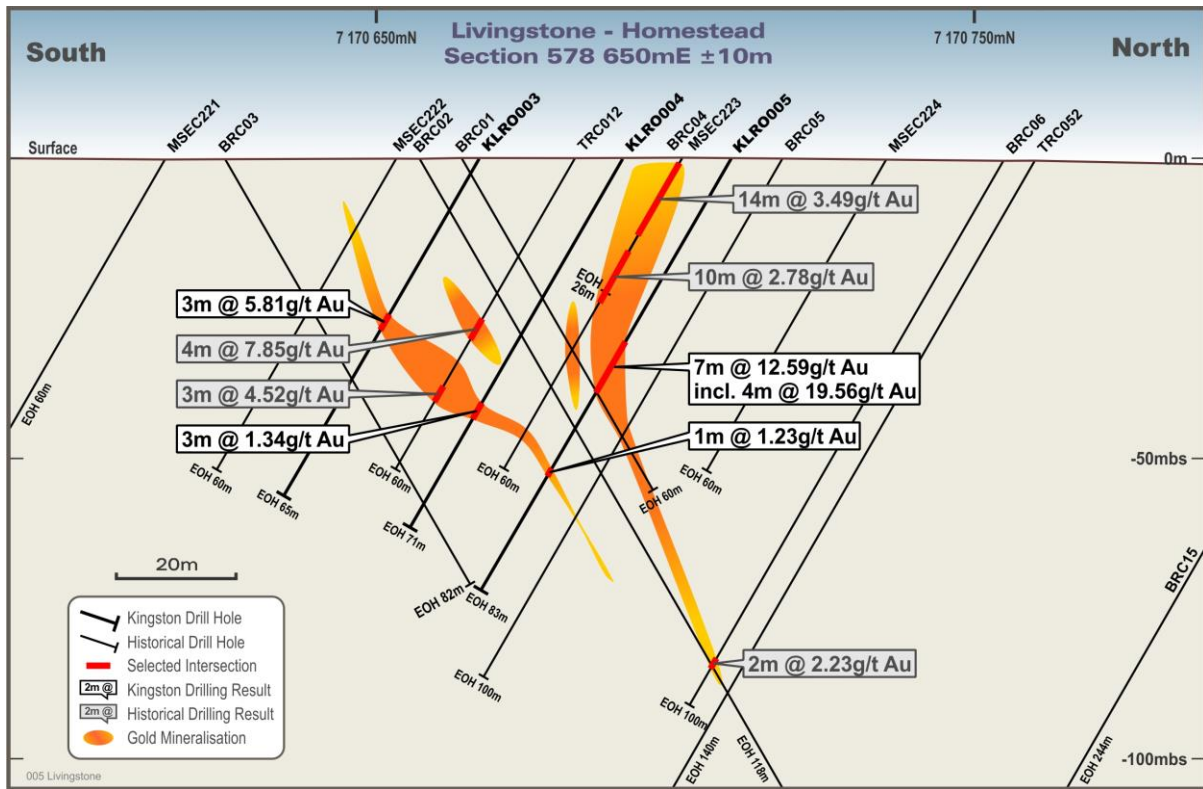 Livingstone - Homestead
Section 578 650mE ±10m
7 170 650mN
7 170 750mN
South
North
Surface
MSEC221
BRC03
MSEC222
BRC02
BRC01
KLRO003
TRC012
KLRO004
BRC04
MSEC223
KLRO005
BRC05
MSEC224
BRC06
TRC052
0m
14m @ 3.49g/t Au
10m @ 2.78g/t Au
EOH
26m
3m @ 5.81g/t Au
4m @ 7.85g/t Au
3m @ 4.52g/t Au
3m @ 1.34g/t Au
7m @ 12.59g/t Au
incl. 4m @ 19.56g/t Au
1m @ 1.23g/t Au
EOH 60m
EOH 60m
EOH 65m
EOH 60m
EOH 71m
EOH 60m
EOH 60m
EOH 60m
-50mbs
EOH 82m
EOH 83m
EOH 100m
2m @ 2.23g/t Au
EOH 100m
EOH 140m
EOH 118m
EOH 244m
BRC15
-100mbs
20m
Kingston Drill Hole
Historical Drill Hole
Selected Intersection
2m @ Kingston Drilling Result
2m @ Historical Drilling Result
Gold Mineralisation
005 Livingstone